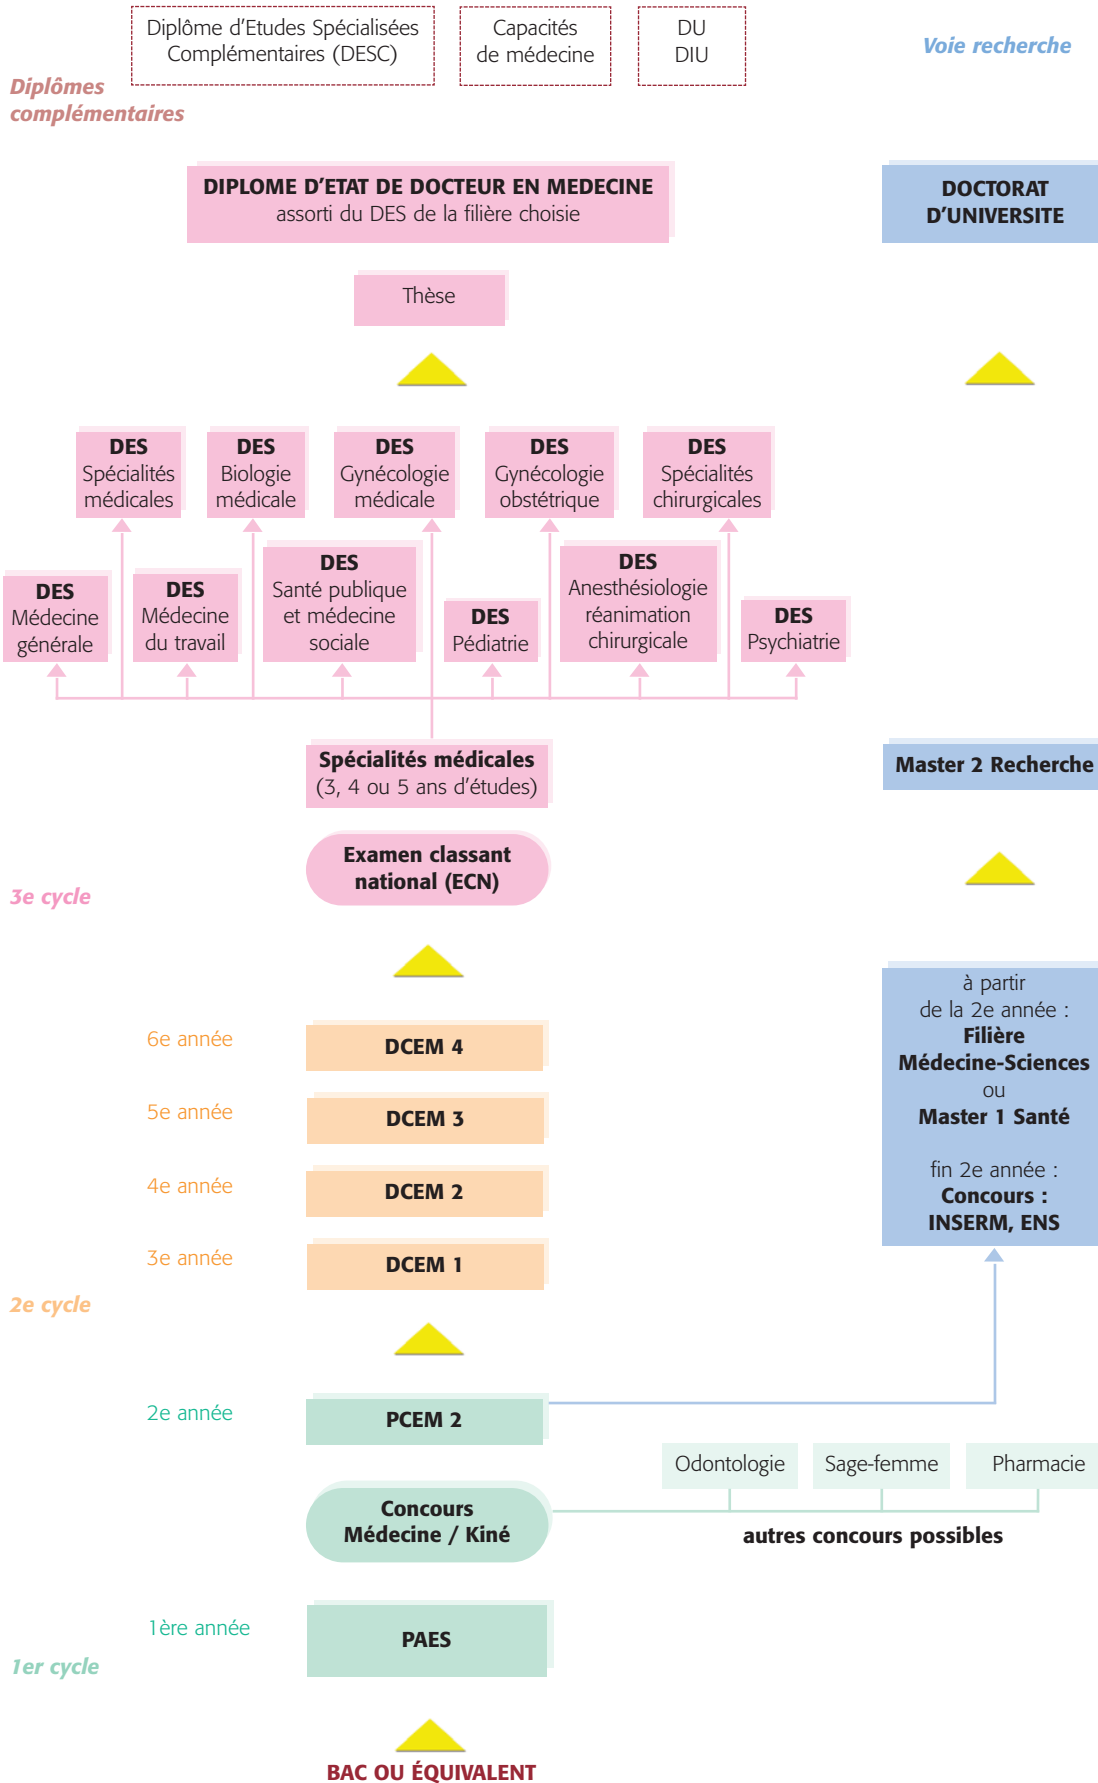 Diplôme d'Etudes Spécialisées
Complémentaires (DESC)
Capacités
de médecine
DU
DIU
Voie recherche
Diplômes
complémentaires
DIPLOME D'ETAT DE DOCTEUR EN MEDECINE
assorti du DES de la filière choisie
DOCTORAT
D'UNIVERSITE
Thèse
DES
Spécialités
médicales
DES
Biologie
médicale
DES
Gynécologie
médicale
DES
Gynécologie
obstétrique
DES
Spécialités
chirurgicales
DES
Médecine
générale
DES
Médecine
du travail
DES
Santé publique
et médecine
sociale
DES
Pédiatrie
DES
Anesthésiologie
réanimation
chirurgicale
DES
Psychiatrie
Spécialités médicales
(3, 4 ou 5 ans d'études)
Master 2 Recherche
Examen classant
national (ECN)
3e cycle
à partir
de la 2e année :
Filière
Médecine-Sciences
ou
Master 1 Santé
fin 2e année :
Concours :
INSERM, ENS
6e année
DCEM 4
5e année
DCEM 3
4e année
DCEM 2
3e année
DCEM 1
2e cycle
2e année
PCEM 2
Odontologie
Sage-femme
Pharmacie
Concours
Médecine / Kiné
autres concours possibles
1ère année
PAES
1er cycle
BAC OU ÉQUIVALENT